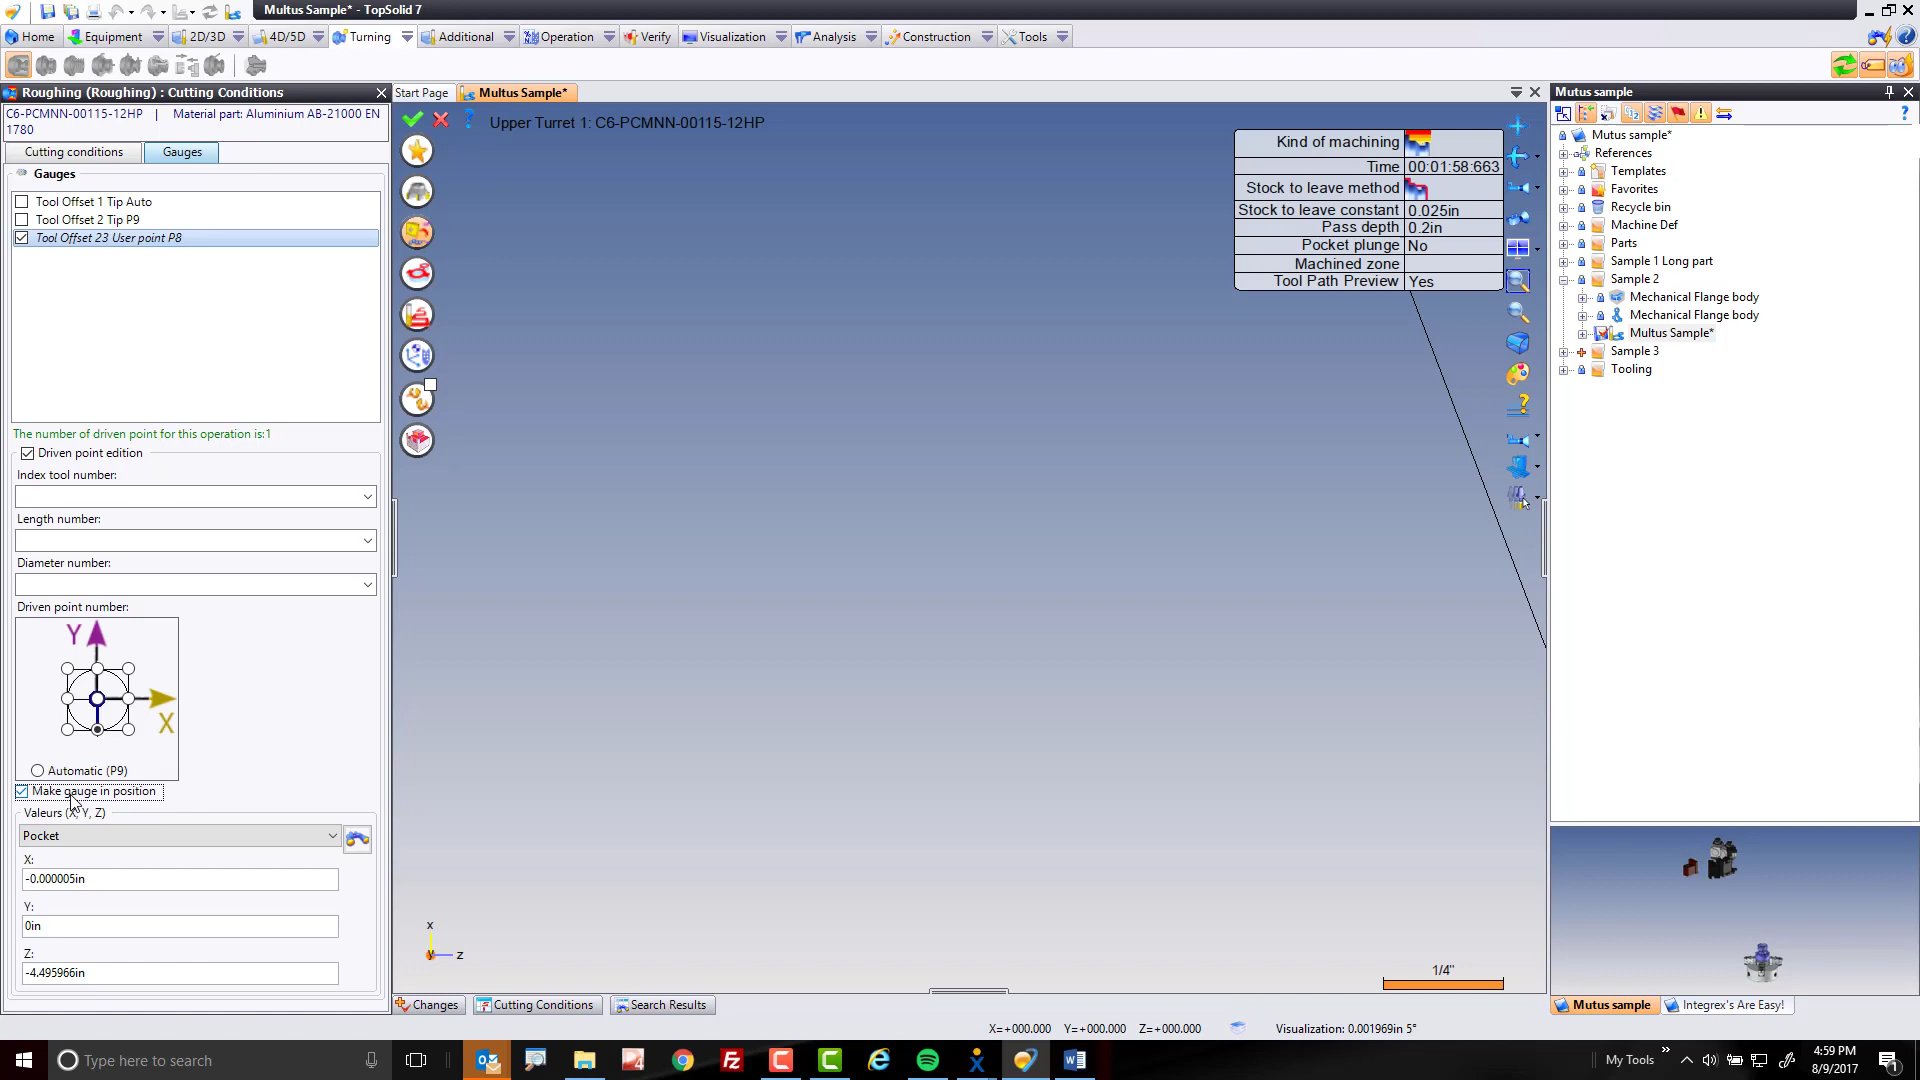 Multus Sample* - TopSolid 7
Home Equipment 2D/3D 4D/5D Turning Additional Operation Verify Visualization Analysis Construction Tools
Roughing (Roughing) : Cutting Conditions
C6-PCMNN-00115-12HP | Material part: Aluminium AB-21000 EN
1780
Cutting conditions Gauges
Gauges
Tool Offset 1 Tip Auto
Tool Offset 2 Tip P9
Tool Offset 23 User point P8
The number of driven point for this operation is:1
Driven point edition
Index tool number:
Length number:
Diameter number:
Driven point number:
Y
X
Automatic (P9)
Make gauge in position
Valeurs (X, Y, Z)
Pocket
X:
-0.000005in
Y:
0in
Z:
-4.495966in
Start Page Multus Sample*
Upper Turret 1: C6-PCMNN-00115-12HP
Kind of machining
Time 00:01:58:663
Stock to leave method
Stock to leave constant 0.025in
Pass depth 0.2in
Pocket plunge No
Machined zone
Tool Path Preview Yes
x
y z
1/4"
Changes Cutting Conditions Search Results
X=+000.000 Y=+000.000 Z=+000.000 Visualization: 0.001969in 5°
Mutus sample
Mutus sample*
References
Templates
Favorites
Recycle bin
Machine Def
Parts
Sample 1 Long part
Sample 2
Mechanical Flange body
Mechanical Flange body
Multus Sample*
Sample 3
Tooling
Mutus sample Integrex's Are Easy!
Type here to search
My Tools
4:59 PM
8/9/2017